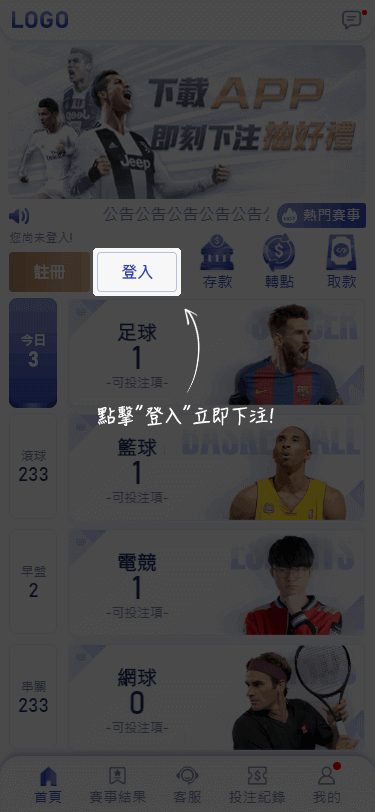 LOGO
下載APP
即刻下注抽好禮
Jeep
JUVENTUS
公告公告公告公告公告
熱門賽事
您尚未登入!
註冊
登入
存款
轉點
取款
今日
3
足球
1
-可投注項-
SOCCER
點擊"登入"立即下注!
滾球
233
籃球
1
-可投注項-
BASKETBALL
早盤
2
電競
1
-可投注項-
ESPORTS
串關
233
網球
0
-可投注項-
首頁
賽事結果
客服
投注紀錄
我的